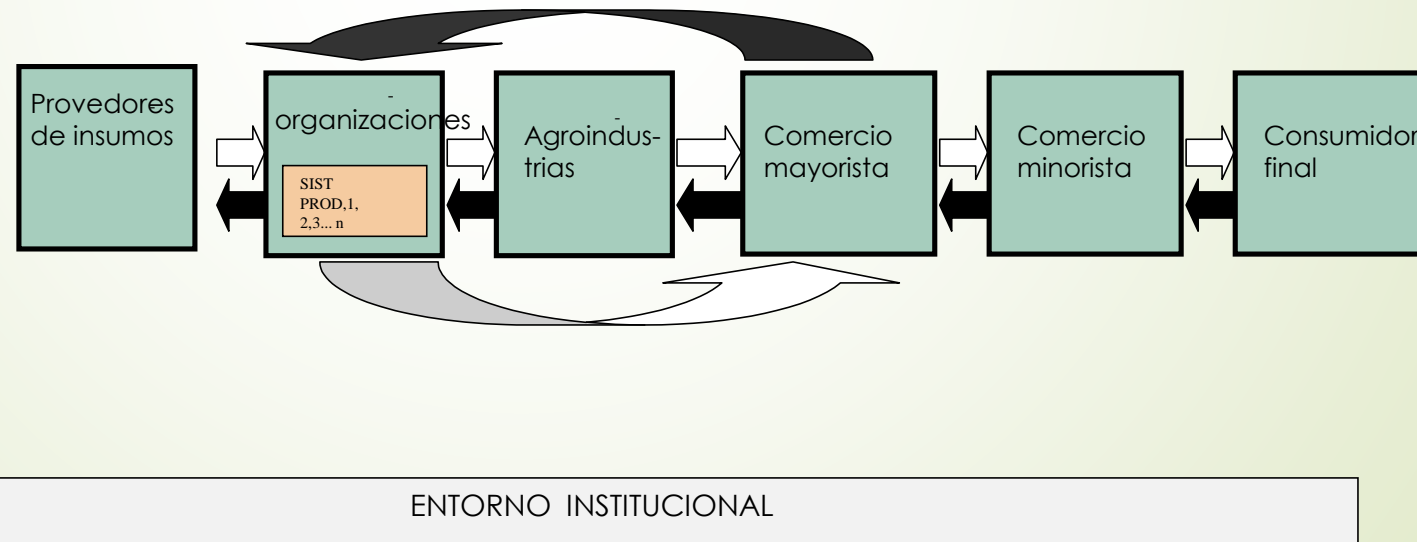 Provedores
de insumos
-
organizaciones
SIST
PROD,1,
2,3... n
-
Agroindus-
trias
Comercio
mayorista
Comercio
minorista
Consumidor
final
ENTORNO INSTITUCIONAL